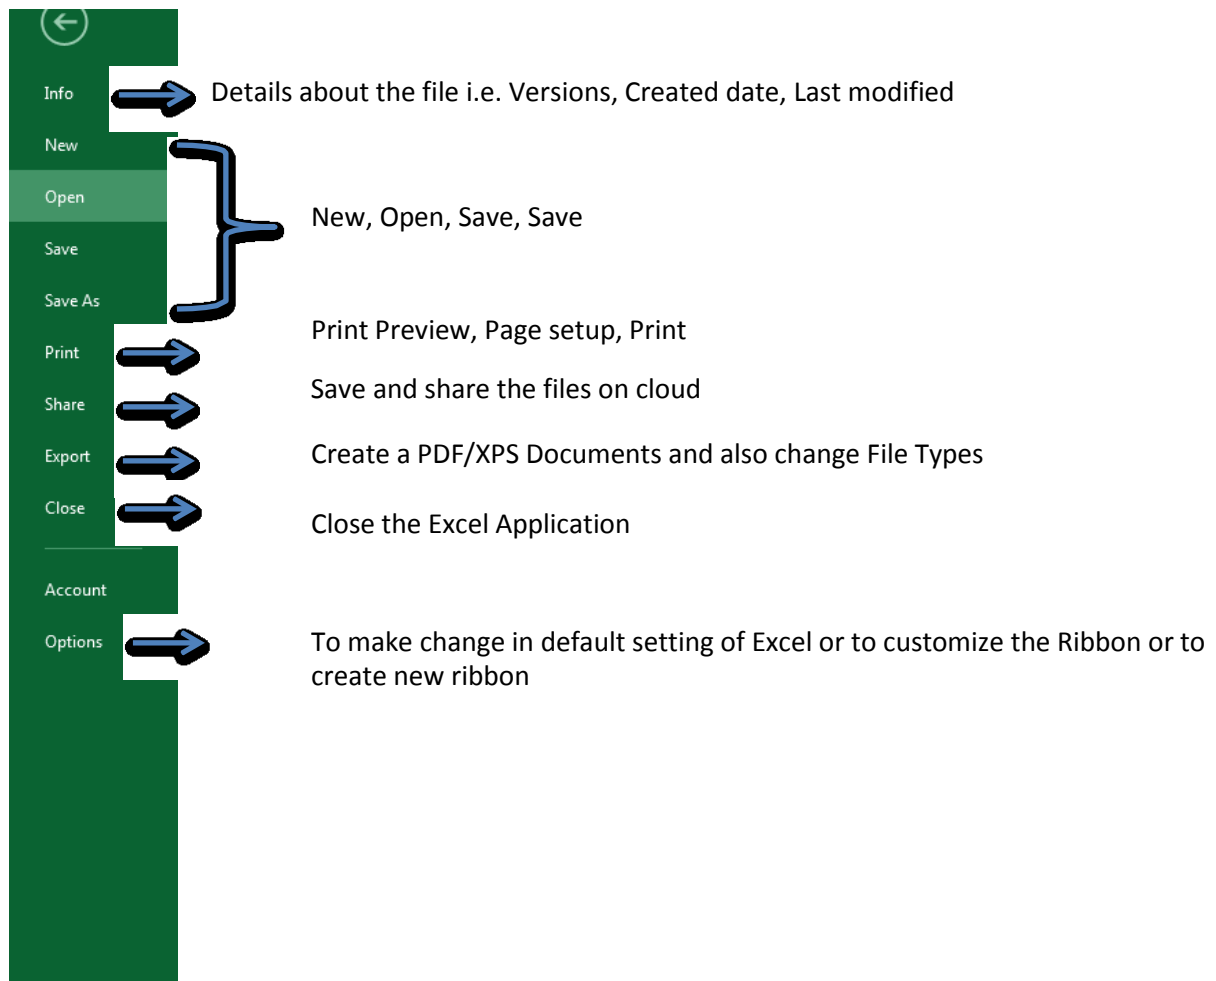 Info
Details about the file i.e. Versions, Created date, Last modified
New
Open
New, Open, Save, Save
Save
Save As
Print Preview, Page setup, Print
Print
Save and share the files on cloud
Share
Export
Create a PDF/XPS Documents and also change File Types
Close
Close the Excel Application
Account
Options
To make change in default setting of Excel or to customize the Ribbon or to
create new ribbon